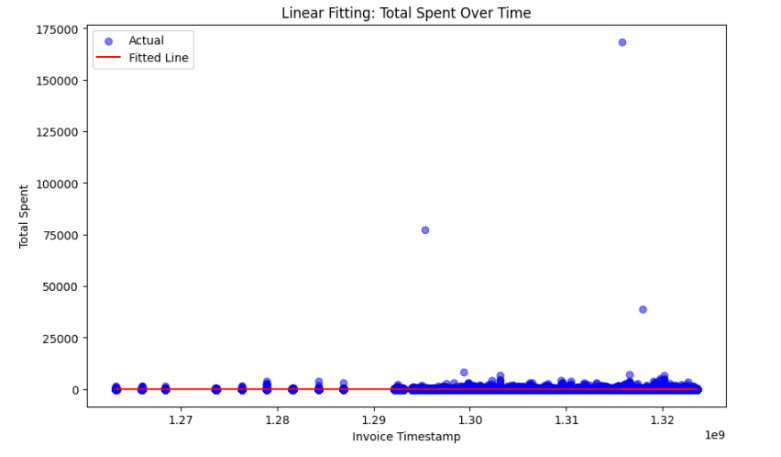 Linear Fitting: Total Spent Over Time
Actual
Fitted Line
175000
150000
125000
100000
75000
50000
25000
0
Total Spent
1.27
1.28
1.29
1.30
1.31
1.32
1e9
Invoice Timestamp